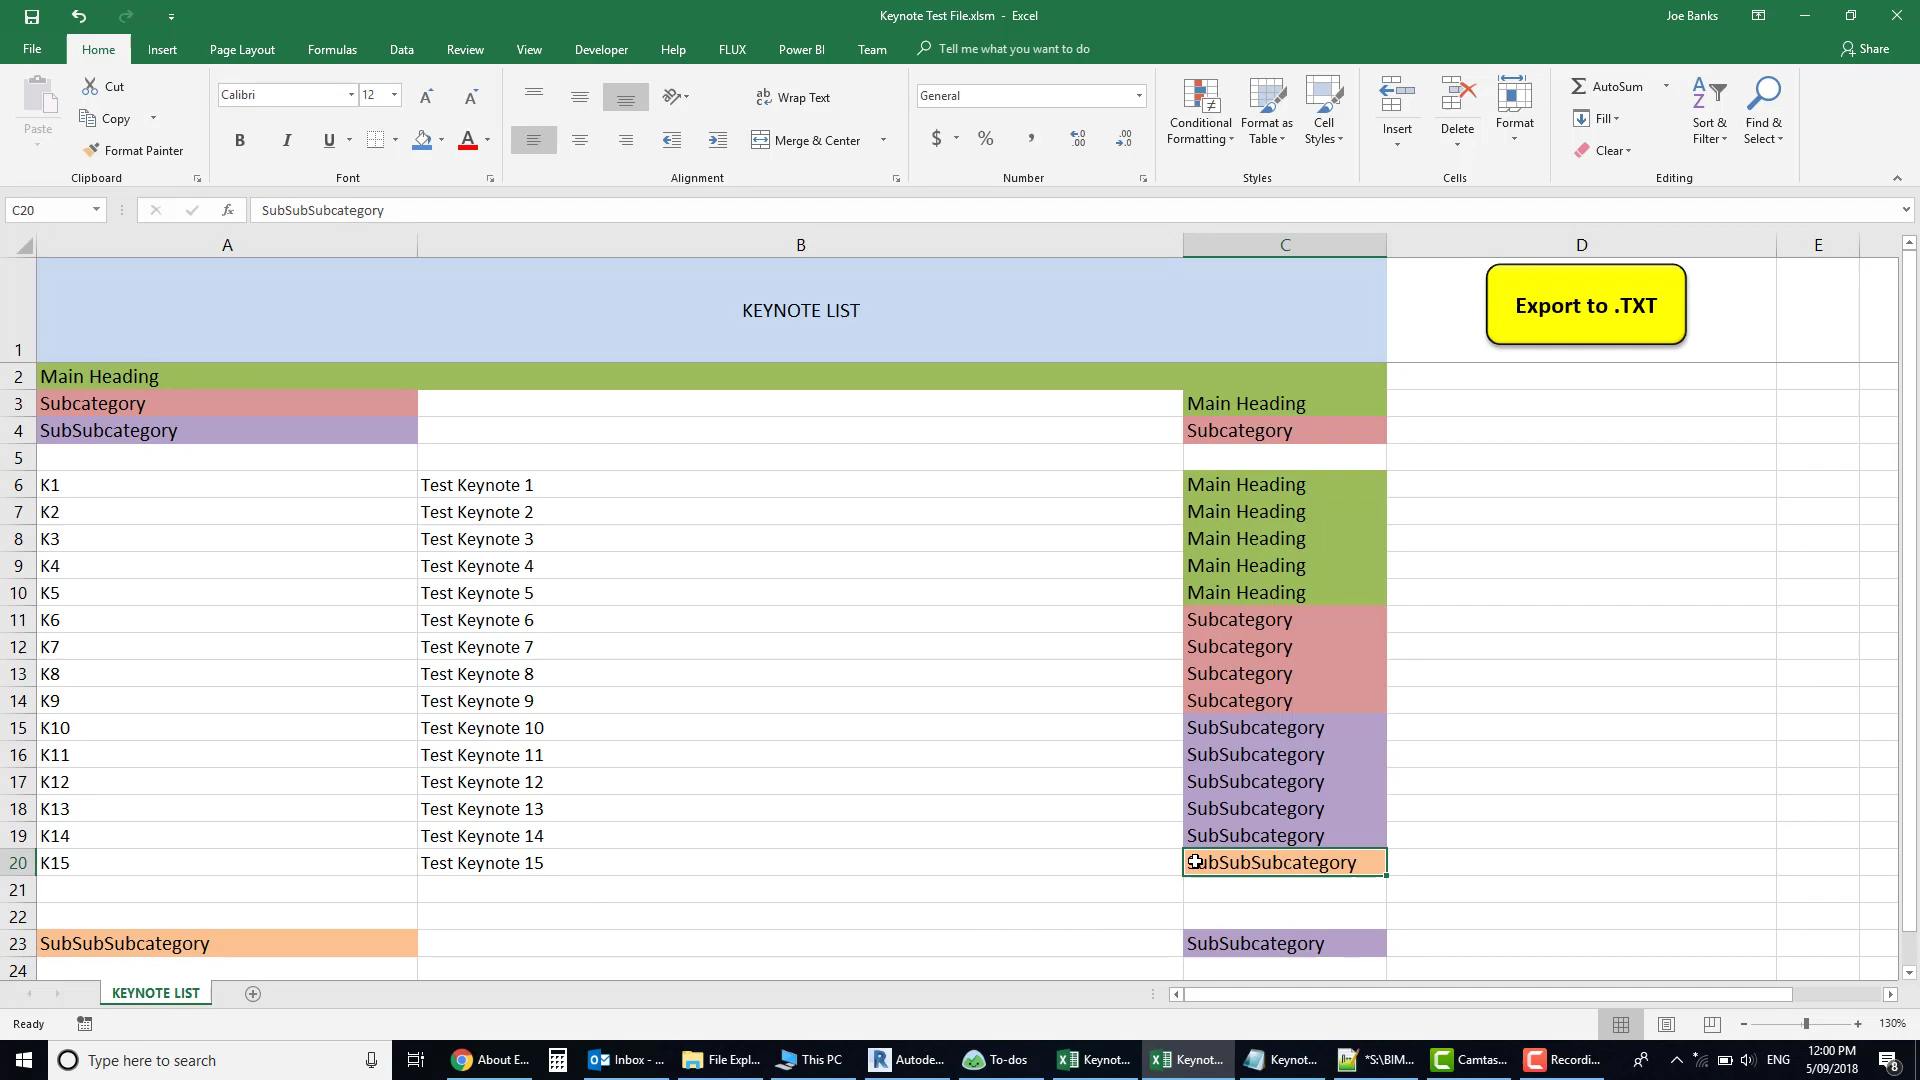 Keynote Test File.xlsm - Excel
Joe Banks
File Home Insert Page Layout Formulas Data Review View Developer Help FLUX Power BI Team Tell me what you want to do Share
Paste
Cut
Copy
Format Painter
Clipboard
Calibri 12
B I U
Font
Wrap Text
Merge & Center
Alignment
General
$ % ,
Number
Conditional Formatting
Format as Table
Cell Styles
Styles
Insert
Delete
Format
Cells
AutoSum
Fill
Clear
Sort & Filter
Find & Select
Editing
C20 fx SubSubSubcategory
A B C D E
1 KEYNOTE LIST Export to .TXT
2 Main Heading
3 Subcategory Main Heading
4 SubSubcategory Subcategory
5
6 K1 Test Keynote 1 Main Heading
7 K2 Test Keynote 2 Main Heading
8 K3 Test Keynote 3 Main Heading
9 K4 Test Keynote 4 Main Heading
10 K5 Test Keynote 5 Main Heading
11 K6 Test Keynote 6 Subcategory
12 K7 Test Keynote 7 Subcategory
13 K8 Test Keynote 8 Subcategory
14 K9 Test Keynote 9 Subcategory
15 K10 Test Keynote 10 SubSubcategory
16 K11 Test Keynote 11 SubSubcategory
17 K12 Test Keynote 12 SubSubcategory
18 K13 Test Keynote 13 SubSubcategory
19 K14 Test Keynote 14 SubSubcategory
20 K15 Test Keynote 15 SubSubSubcategory
21
22
23 SubSubSubcategory SubSubcategory
24
KEYNOTE LIST
Ready
130%
Type here to search
About E... Inbox - ... File Expl... This PC Autode... To-dos Keynot... Keynot... Keynot... *S:\BIM... Camtas... Recordi...
ENG
12:00 PM
5/09/2018
8